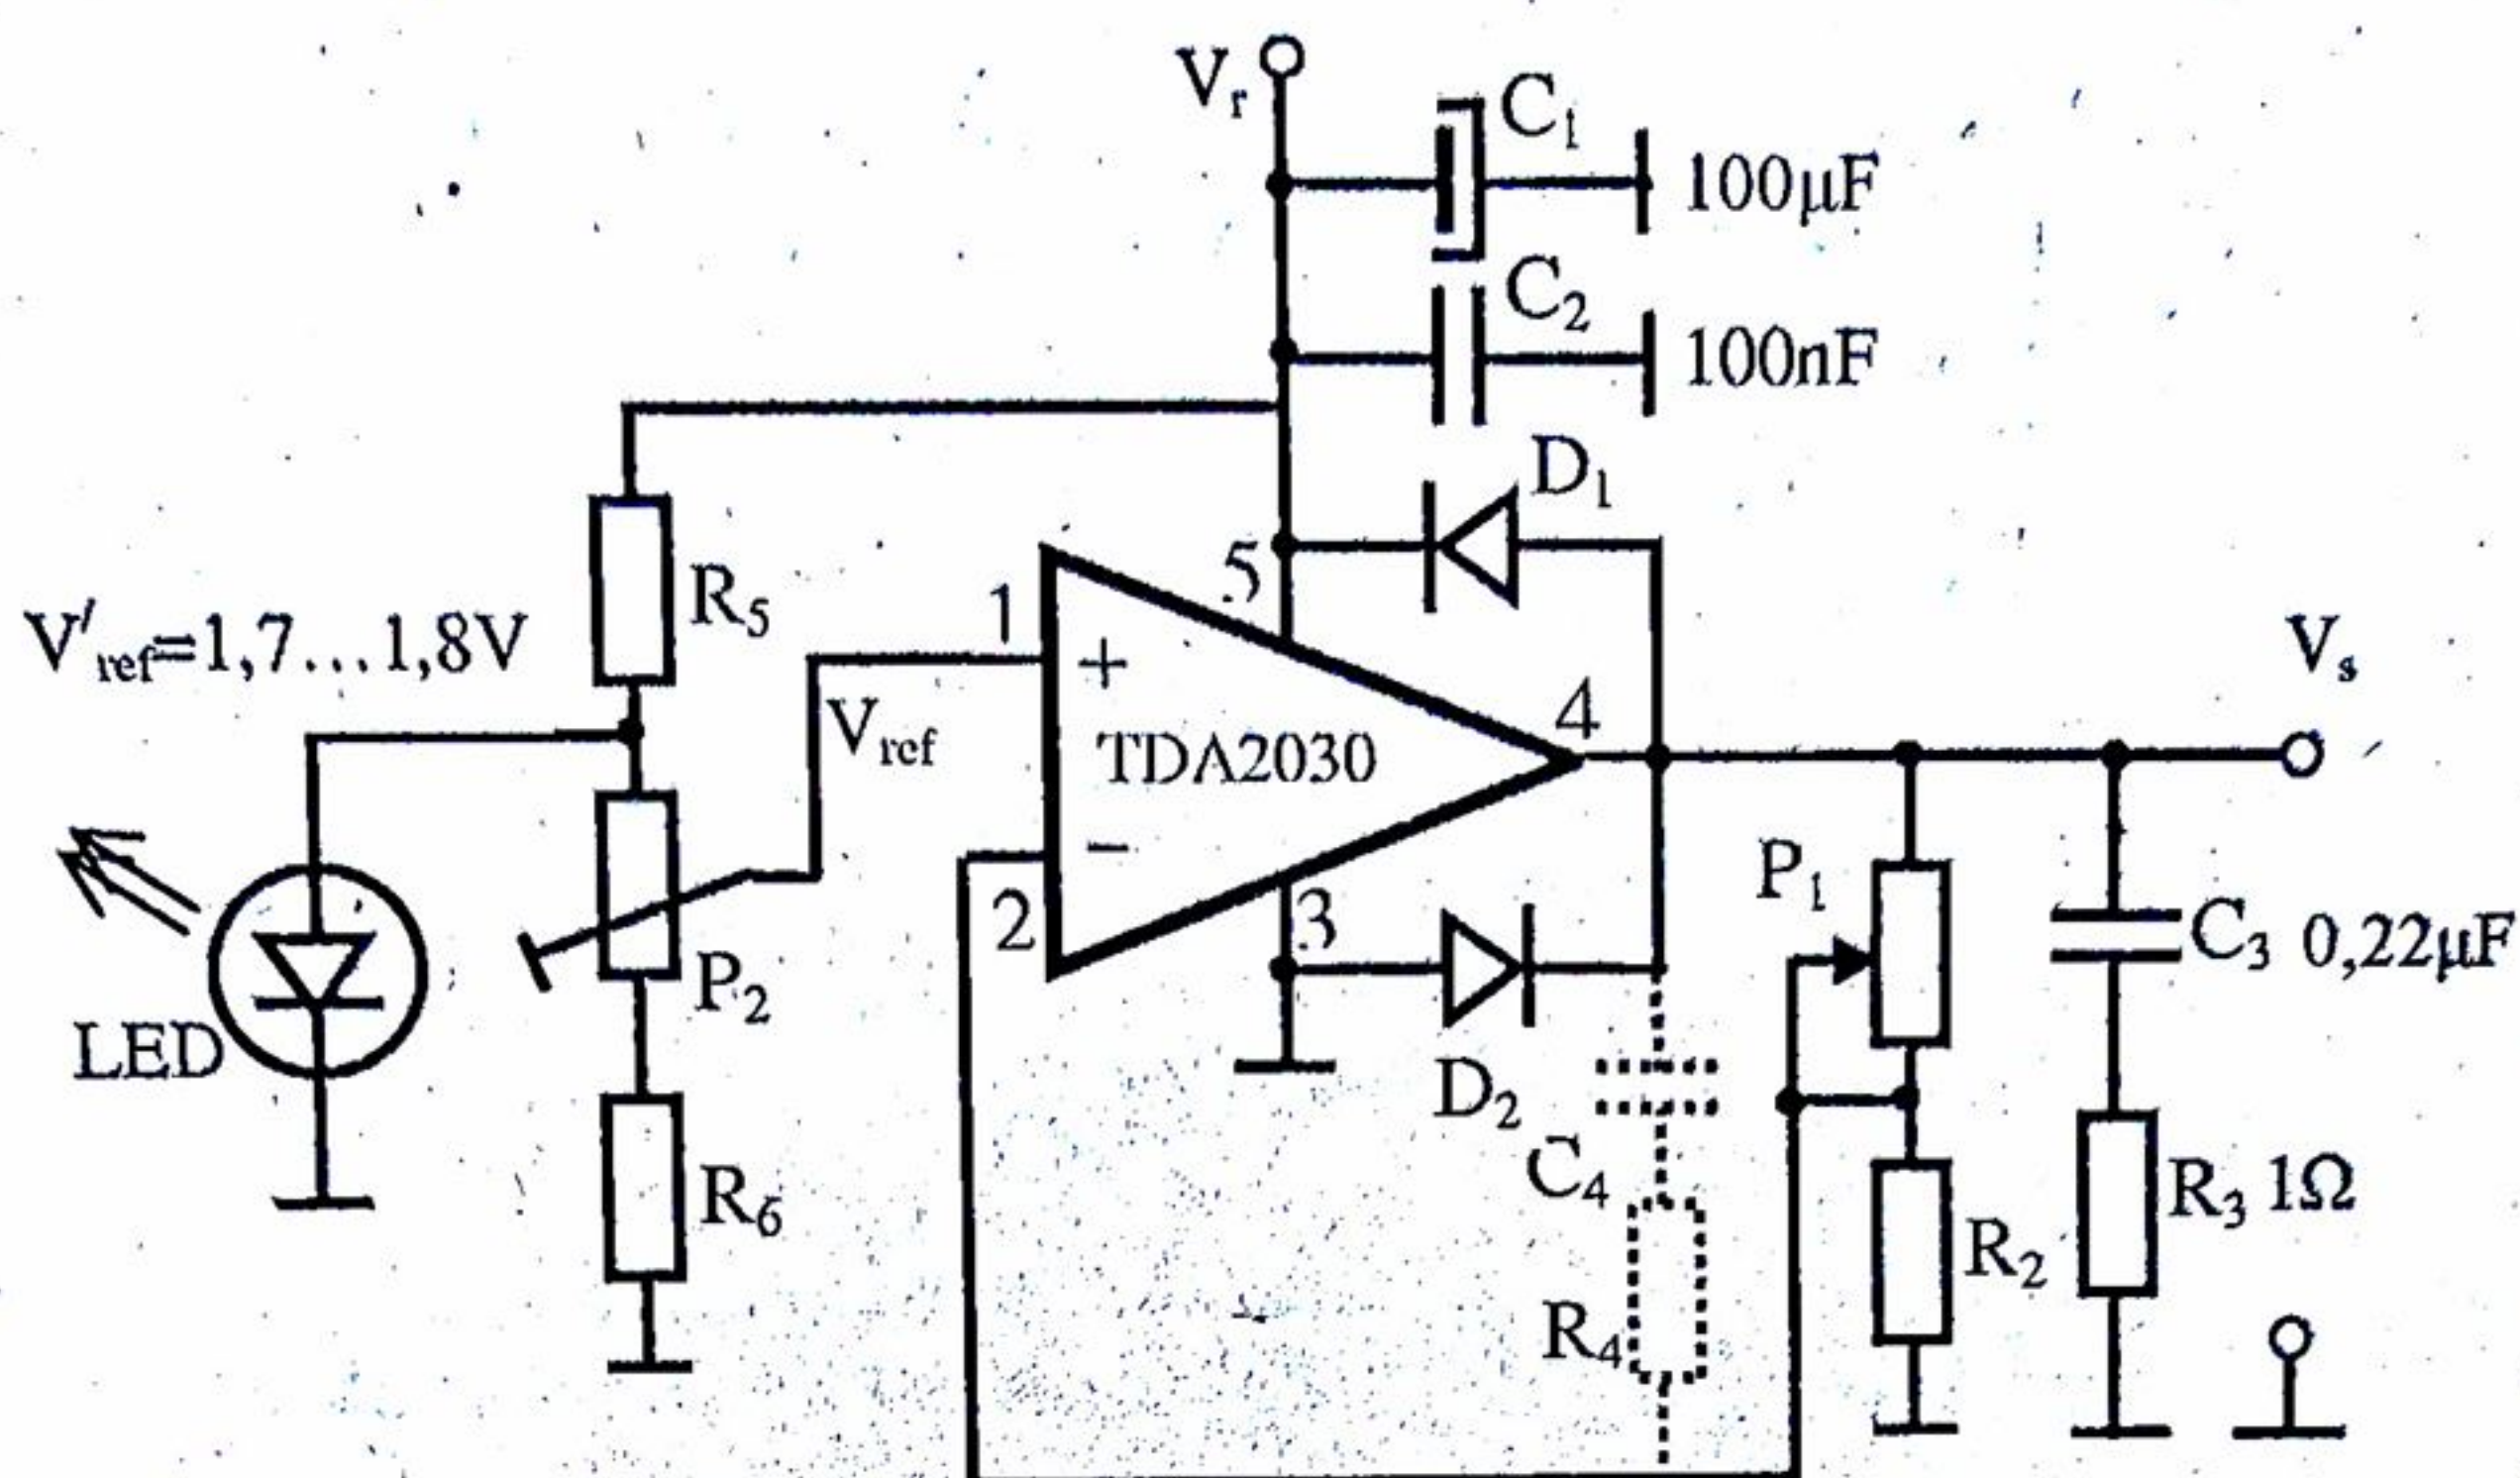 Vr
C1
100μF
C2
100nF
D1
5
R5
1
V'ref=1,7...1,8V
+
Vs
Vref
4
TDA2030
P1
−
2
3
C3 0,22μF
P2
LED
D2
C4
R6
R3 1Ω
R2
R4